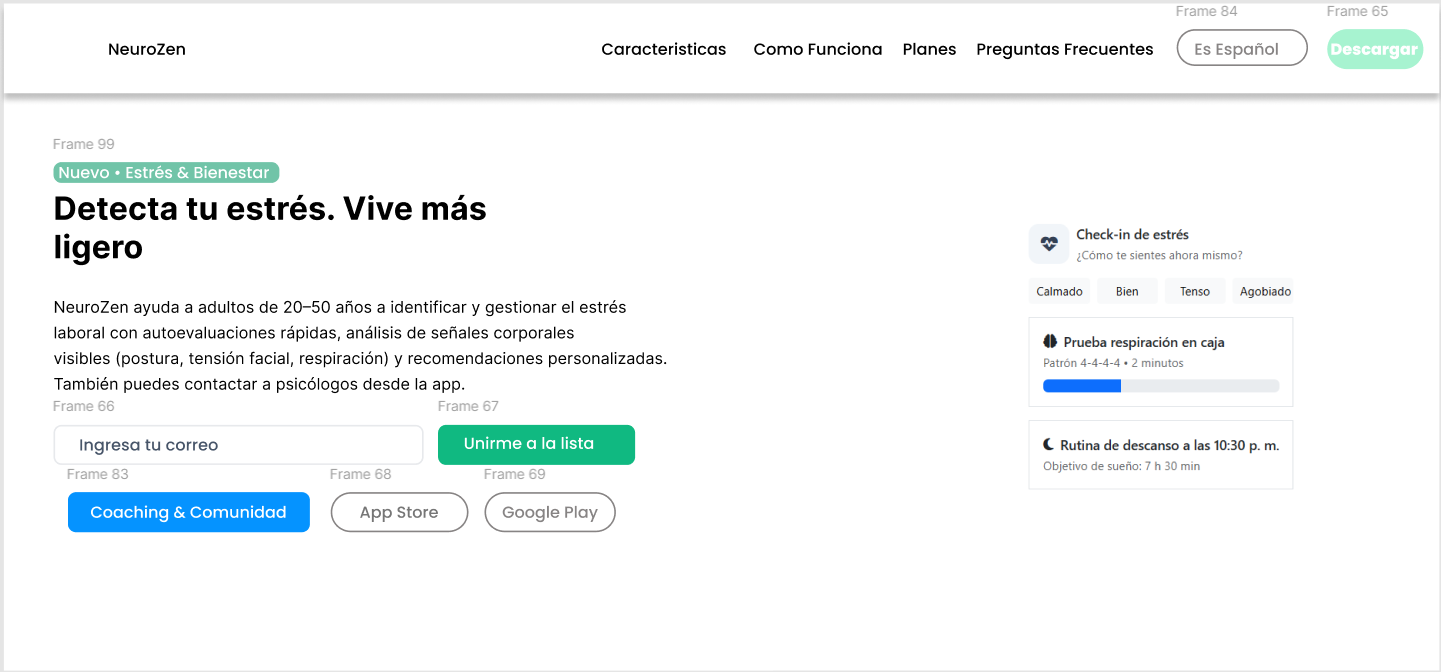 Frame 84
Frame 65
NeuroZen
Caracteristicas
Como Funciona
Planes
Preguntas Frecuentes
Es Español
Descargar
Frame 99
Nuevo • Estrés & Bienestar
Detecta tu estrés. Vive más
ligero
NeuroZen ayuda a adultos de 20–50 años a identificar y gestionar el estrés
laboral con autoevaluaciones rápidas, análisis de señales corporales
visibles (postura, tensión facial, respiración) y recomendaciones personalizadas.
También puedes contactar a psicólogos desde la app.
Frame 66
Frame 67
Ingresa tu correo
Unirme a la lista
Frame 83
Frame 68
Frame 69
Coaching & Comunidad
App Store
Google Play
Check-in de estrés
¿Cómo te sientes ahora mismo?
Calmado
Bien
Tenso
Agobiado
Prueba respiración en caja
Patrón 4-4-4-4 • 2 minutos
Rutina de descanso a las 10:30 p. m.
Objetivo de sueño: 7 h 30 min